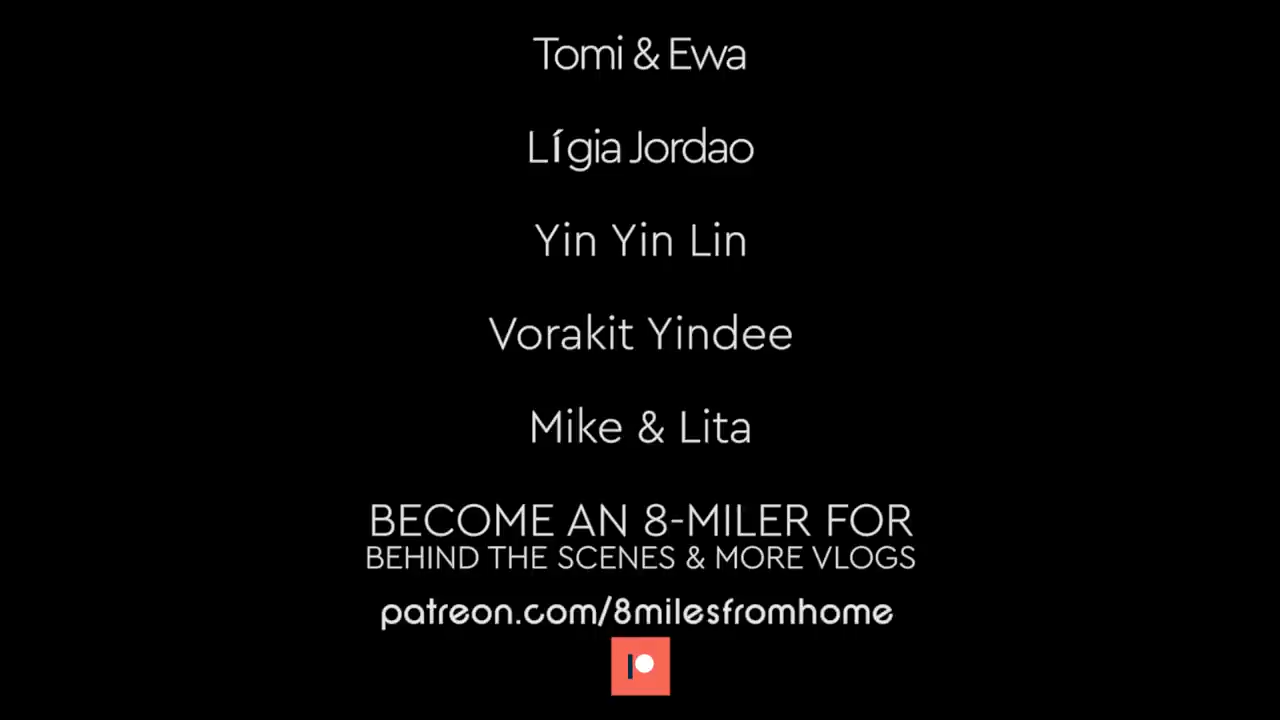 Tomi & Ewa
Lígia Jordao
Yin Yin Lin
Vorakit Yindee
Mike & Lita
BECOME AN 8-MILER FOR
BEHIND THE SCENES & MORE VLOGS
patreon.com/8milesfromhome